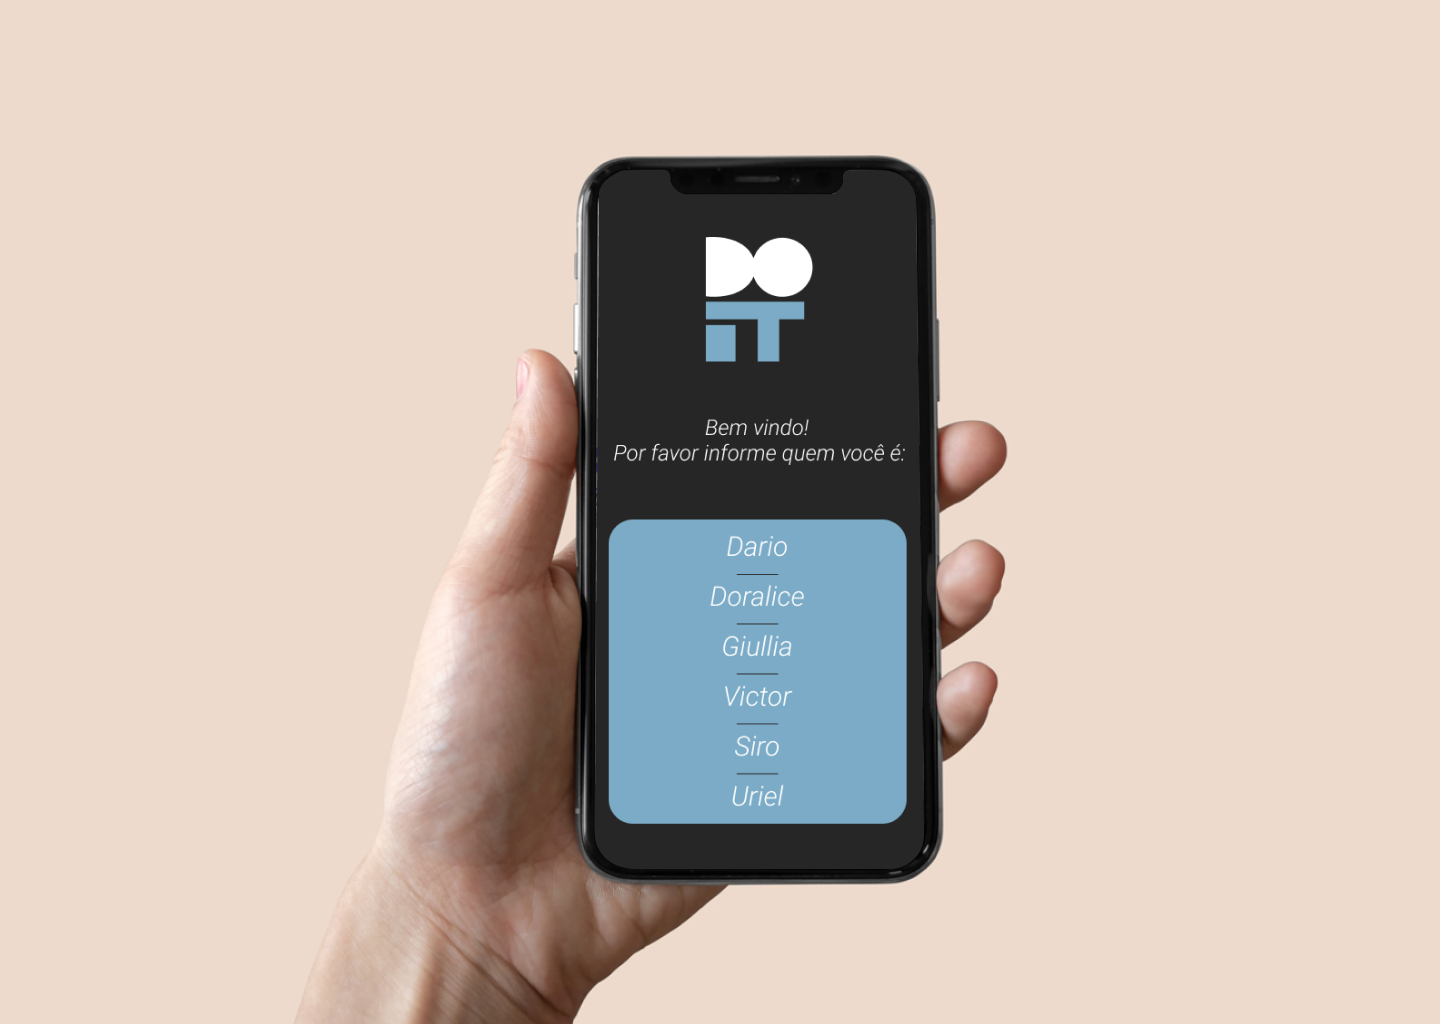 DO
iT
Bem vindo!
Por favor informe quem você é:
Dario
Doralice
Giullia
Victor
Siro
Uriel